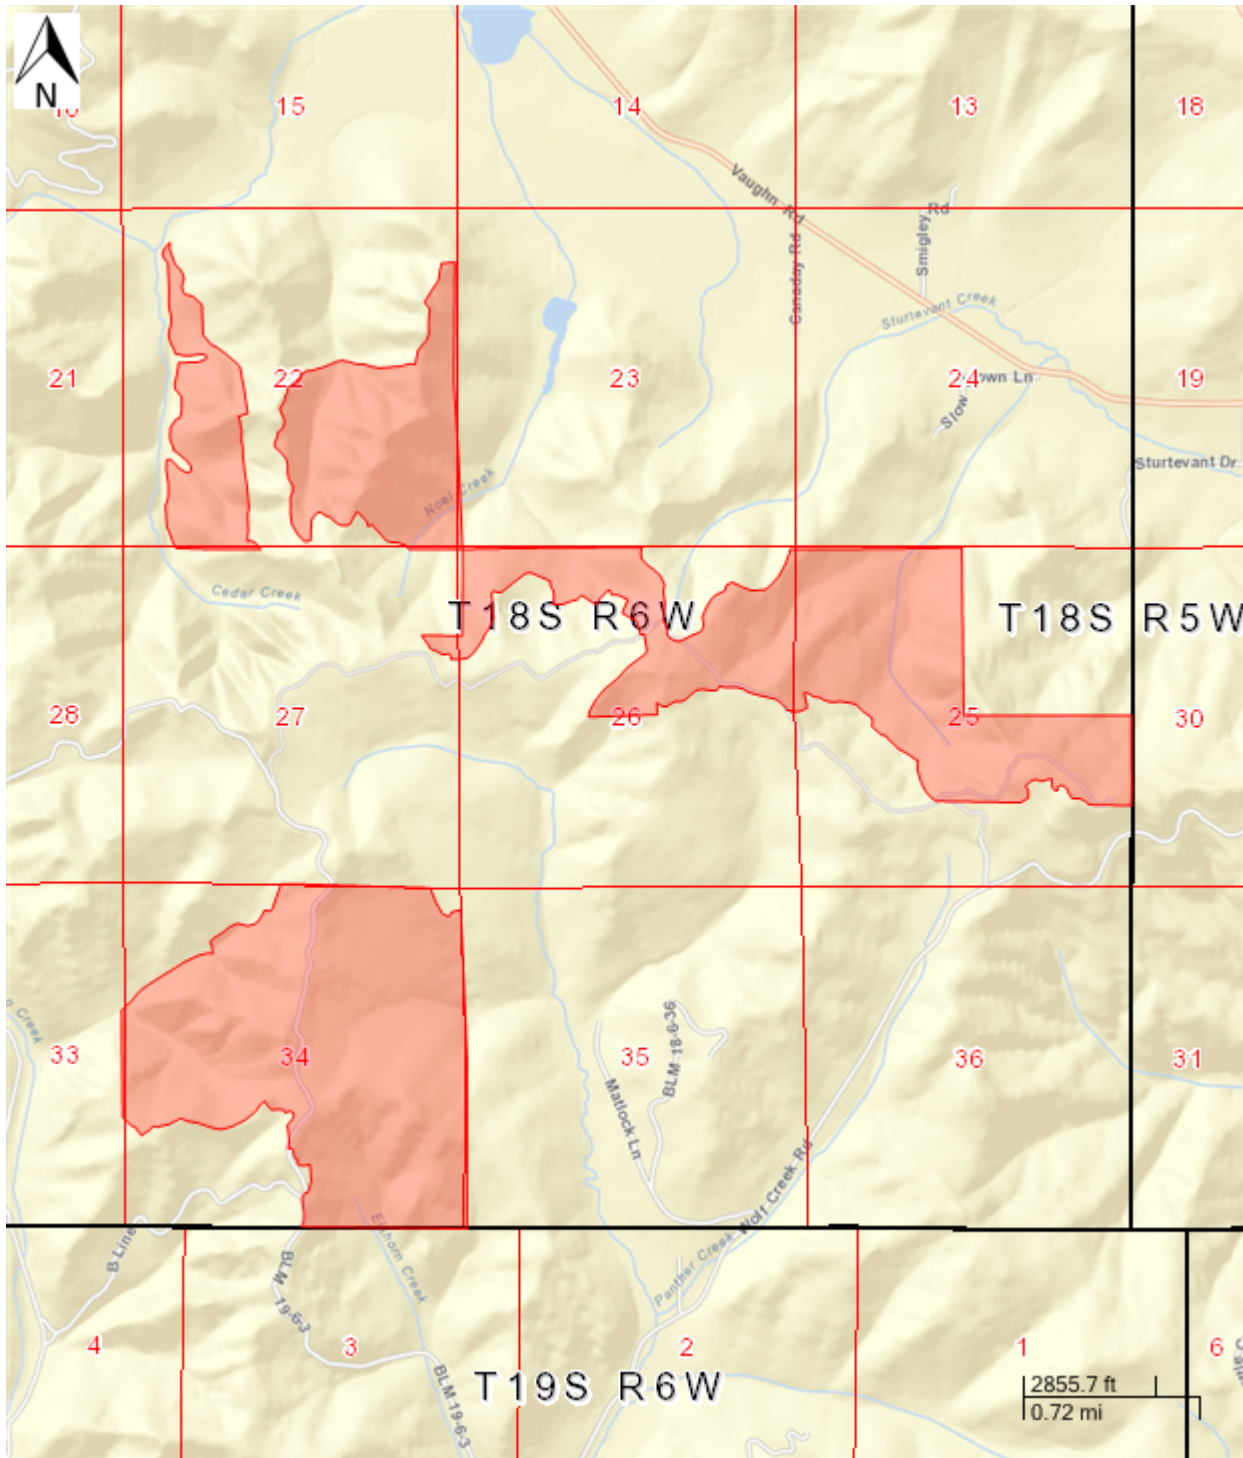 N
15
14
13
18
Vaughn Rd
Smigley Rd
Canaday Rd
Sturtevant Creek
21
22
23
24
19
Slow Down Ln
Sturtevant Dr
Noel Creek
Cedar Creek
T18S R6W
T18S R5W
28
27
26
25
30
33
34
35
36
31
Creek
BLM 18-6-36
Matlock Ln
Wolf Creek Rd
Panther Creek
B Line
Elkhorn Creek
BLM 19-6-3
4
3
2
1
6
T19S R6W
BLM-19-6-3
2855.7 ft
0.72 mi